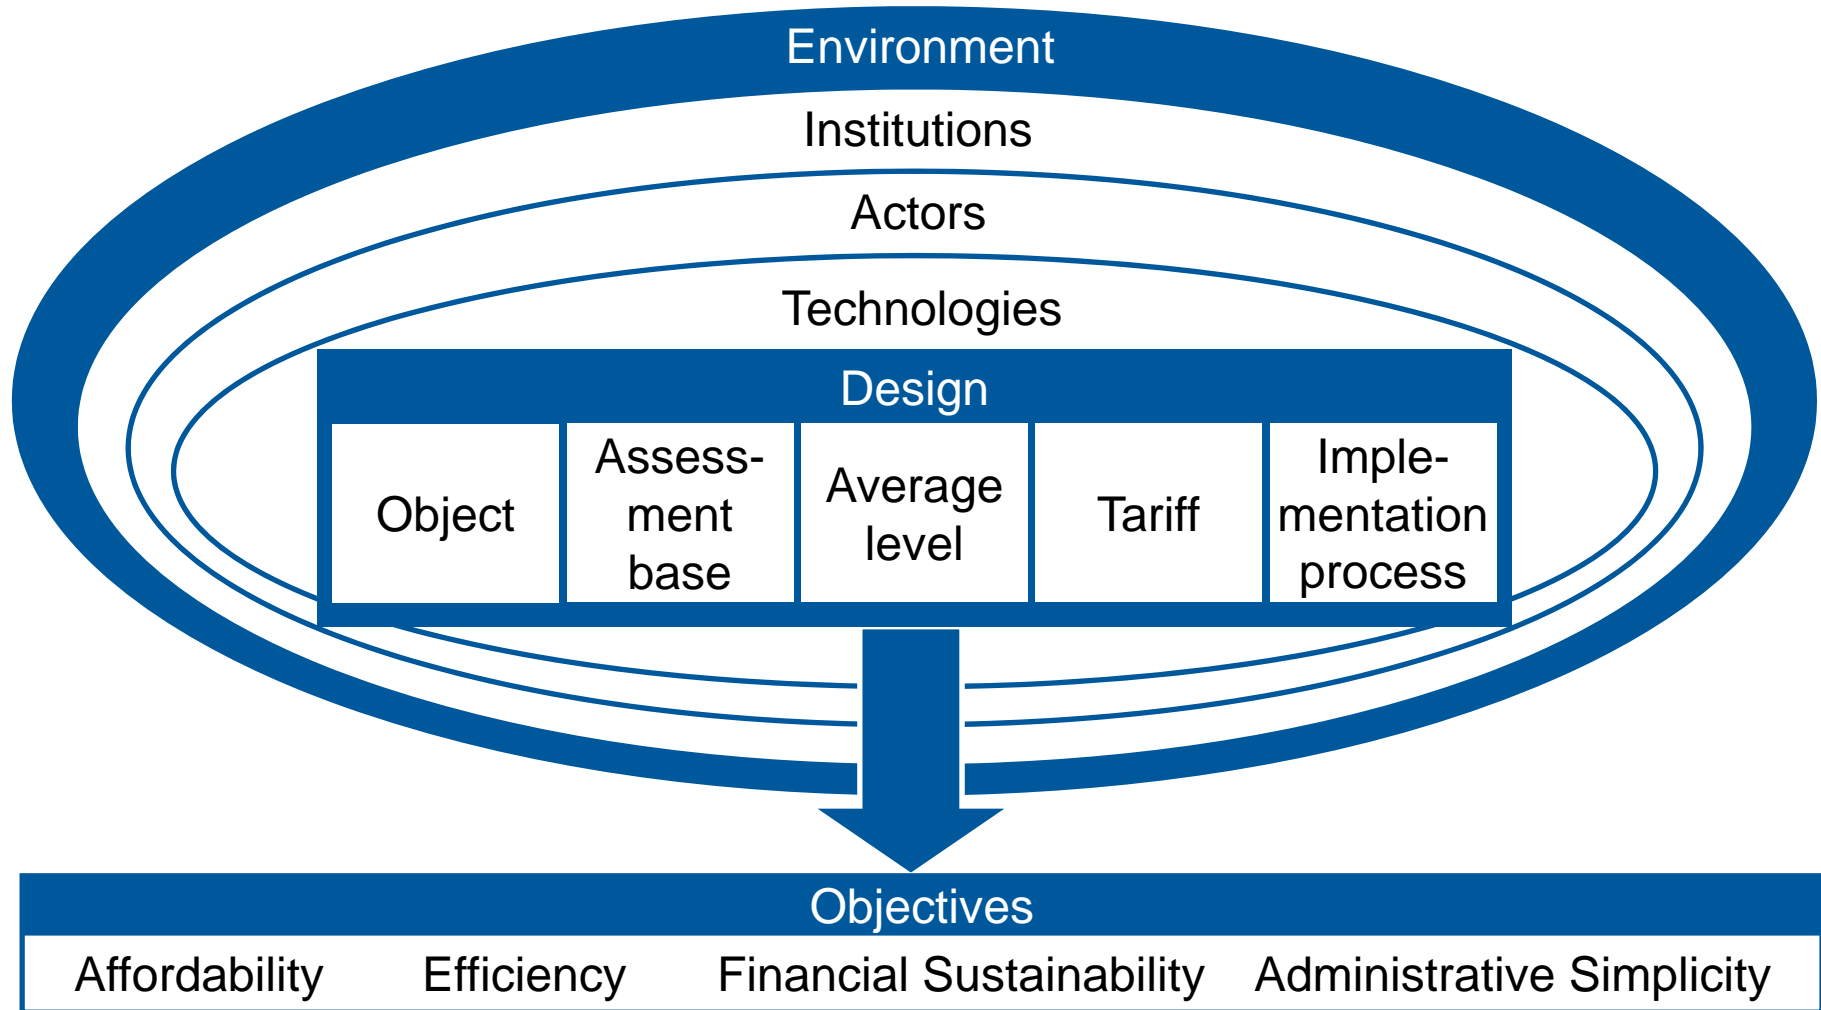 Environment
Institutions
Actors
Technologies
Design
Object
Assess-
ment
base
Average
level
Tariff
Imple-
mentation
process
Objectives
Affordability Efficiency Financial Sustainability Administrative Simplicity